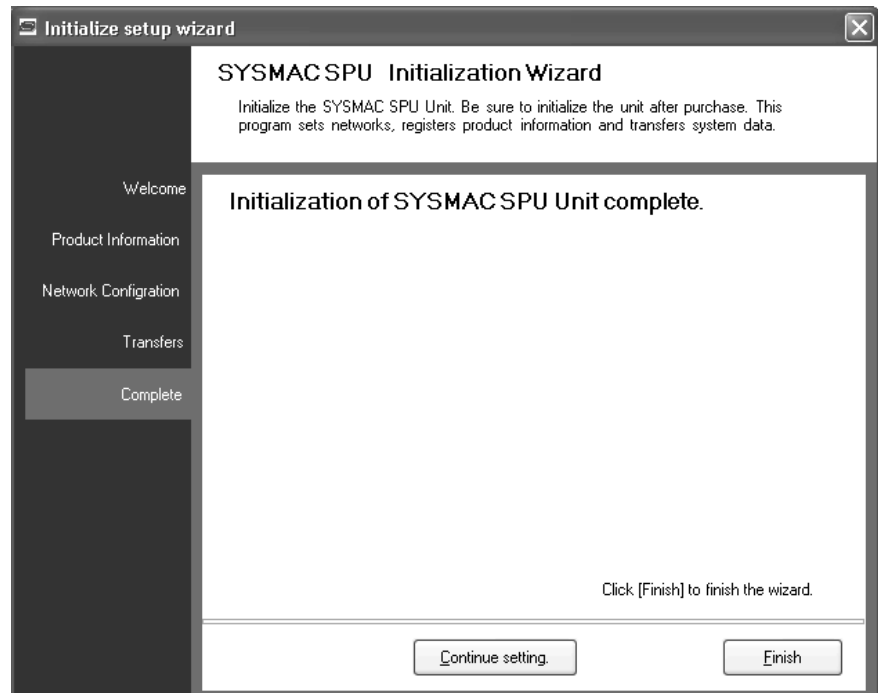 Initialize setup wizard
SYSMAC SPU Initialization Wizard
Initialize the SYSMAC SPU Unit. Be sure to initialize the unit after purchase. This
program sets networks, registers product information and transfers system data.
Welcome
Product Information
Network Configration
Transfers
Complete
Initialization of SYSMAC SPU Unit complete.
Click [Finish] to finish the wizard.
Continue setting.
Finish